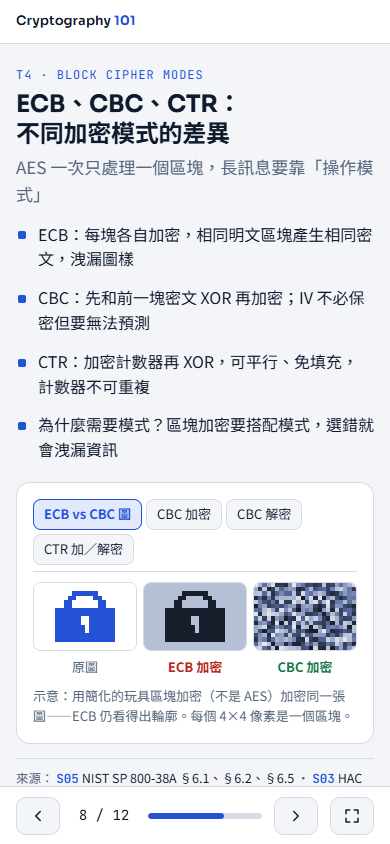 Cryptography 101
T4 · BLOCK CIPHER MODES
ECB、CBC、CTR：
不同加密模式的差異
AES 一次只處理一個區塊，長訊息要靠「操作模
式」
ECB：每塊各自加密，相同明文區塊產生相同密
文，洩漏圖樣
CBC：先和前一塊密文 XOR 再加密；IV 不必保
密但要無法預測
CTR：加密計數器再 XOR，可平行、免填充，
計數器不可重複
為什麼需要模式？區塊加密要搭配模式，選錯就
會洩漏資訊
ECB vs CBC 圖
CBC 加密
CBC 解密
CTR 加／解密
原圖
ECB 加密
CBC 加密
示意：用簡化的玩具區塊加密（不是 AES）加密同一張
圖——ECB 仍看得出輪廓。每個 4×4 像素是一個區塊。
來源： S05 NIST SP 800-38A §6.1、§6.2、§6.5 · S03 HAC
8 / 12